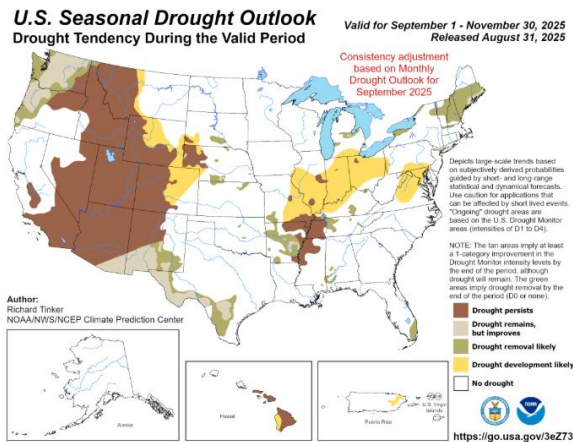 U.S. Seasonal Drought Outlook
Drought Tendency During the Valid Period
Valid for September 1 - November 30, 2025
Released August 31, 2025
Consistency adjustment
based on Monthly
Drought Outlook for
September 2025
Depicts large-scale trends based
on subjectively derived probabilities
guided by short- and long-range
statistical and dynamical forecasts.
Use caution for applications that
can be affected by short lived events.
"Ongoing" drought areas are
based on the U.S. Drought Monitor
areas (intensities of D1 to D4).
NOTE: The tan areas imply at least
a 1-category improvement in the
Drought Monitor intensity levels by
the end of the period, although
drought will remain. The green
areas imply drought removal by the
end of the period (D0 or none).
Author:
Richard Tinker
NOAA/NWS/NCEP Climate Prediction Center
Drought persists
Drought remains,
but improves
Drought removal likely
Drought development likely
No drought
Alaska
Hawaii
Puerto Rico
U.S. Virgin
Islands
NOAA
https://go.usa.gov/3eZ73